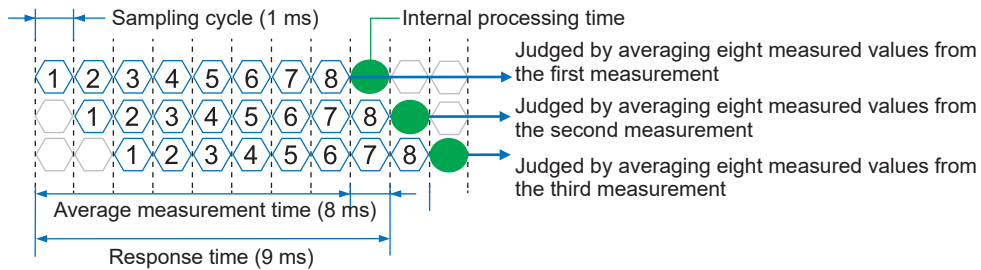 Sampling cycle (1 ms)
Internal processing time
1 2 3 4 5 6 7 8
Judged by averaging eight measured values from
the first measurement
1 2 3 4 5 6 7 8
Judged by averaging eight measured values from
the second measurement
1 2 3 4 5 6 7 8
Judged by averaging eight measured values from
the third measurement
Average measurement time (8 ms)
Response time (9 ms)